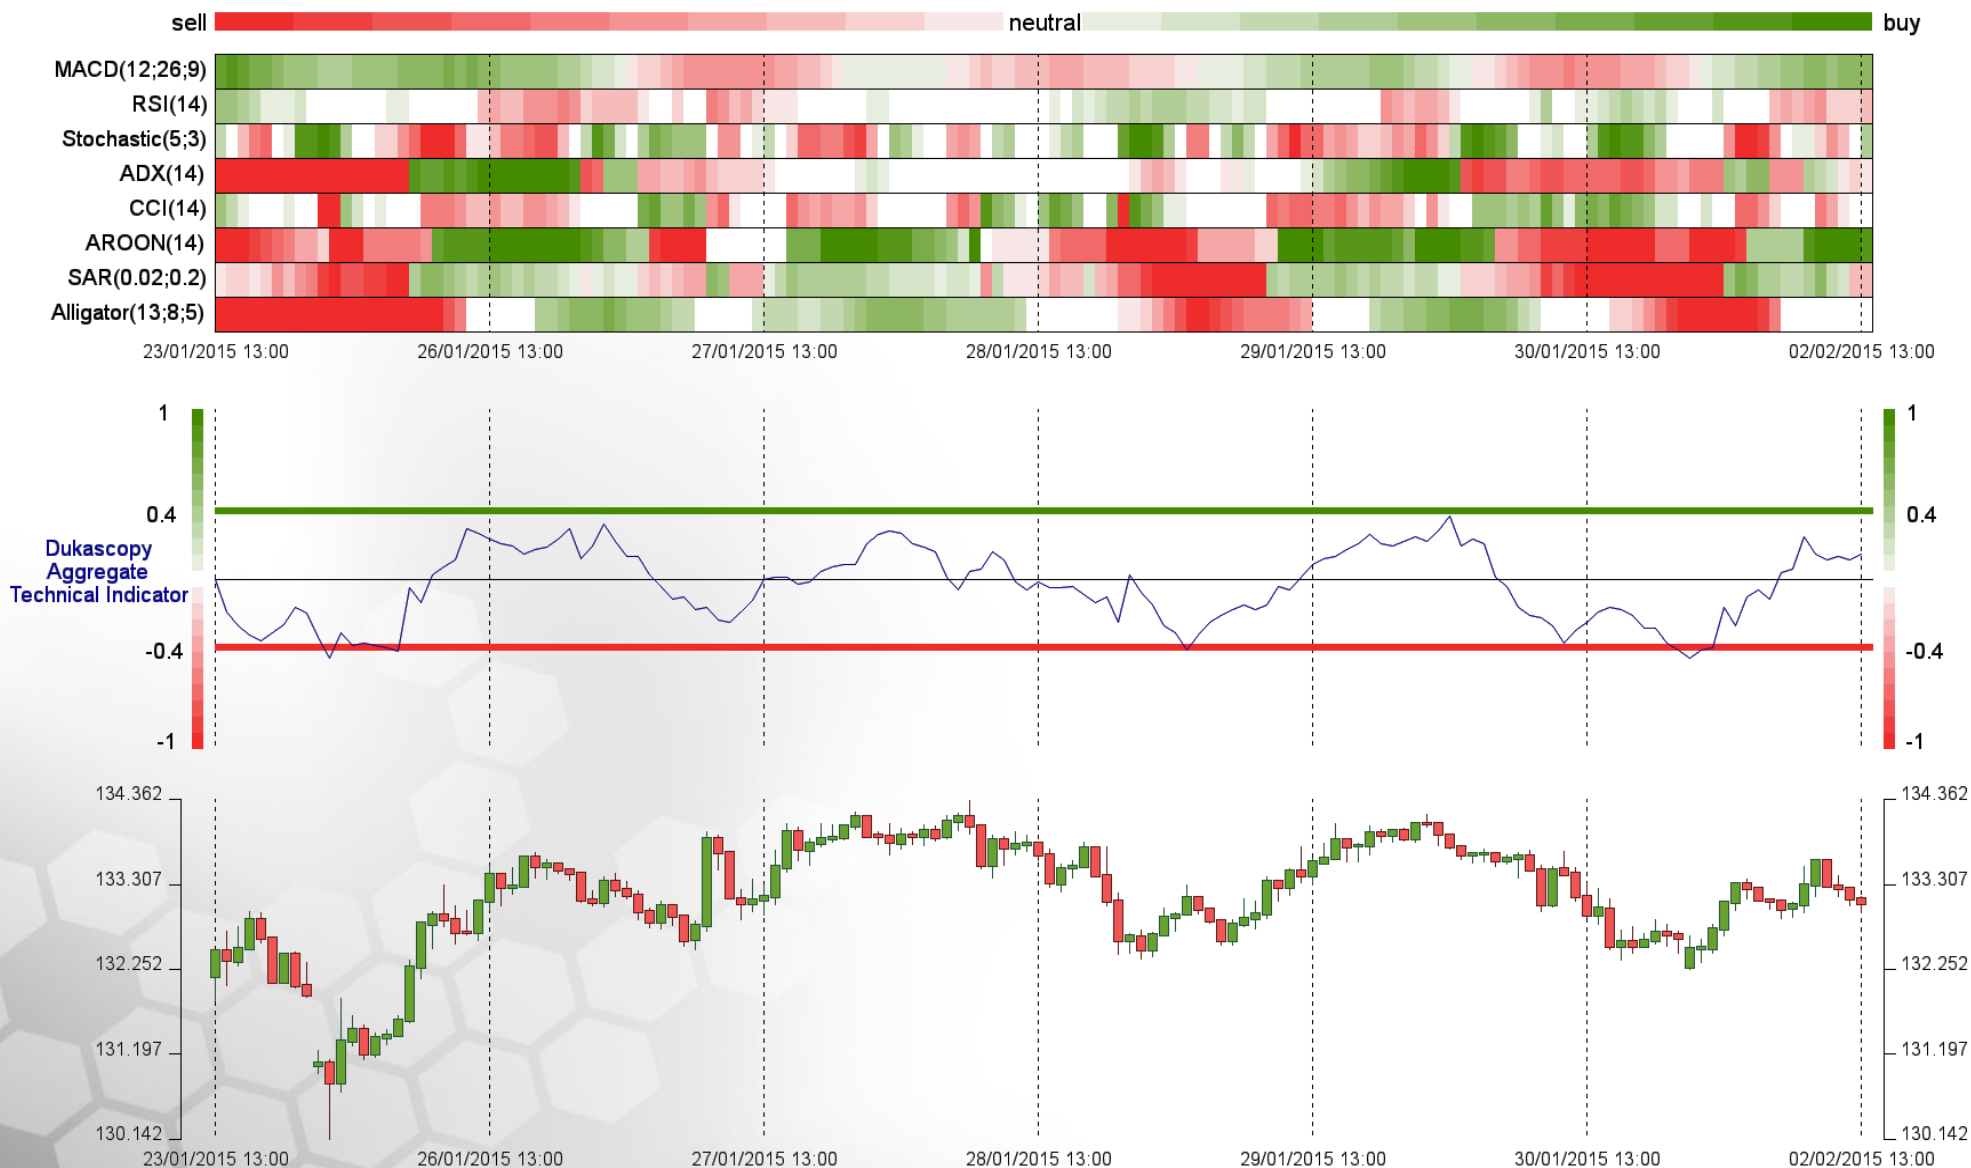 sell neutral buy
MACD(12;26;9)
RSI(14)
Stochastic(5;3)
ADX(14)
CCI(14)
AROON(14)
SAR(0.02;0.2)
Alligator(13;8;5)
23/01/2015 13:00 26/01/2015 13:00 27/01/2015 13:00 28/01/2015 13:00 29/01/2015 13:00 30/01/2015 13:00 02/02/2015 13:00
1 1
0.4 0.4
Dukascopy
Aggregate
Technical Indicator
-0.4 -0.4
-1 -1
134.362 134.362
133.307 133.307
132.252 132.252
131.197 131.197
130.142 130.142
23/01/2015 13:00 26/01/2015 13:00 27/01/2015 13:00 28/01/2015 13:00 29/01/2015 13:00 30/01/2015 13:00 02/02/2015 13:00